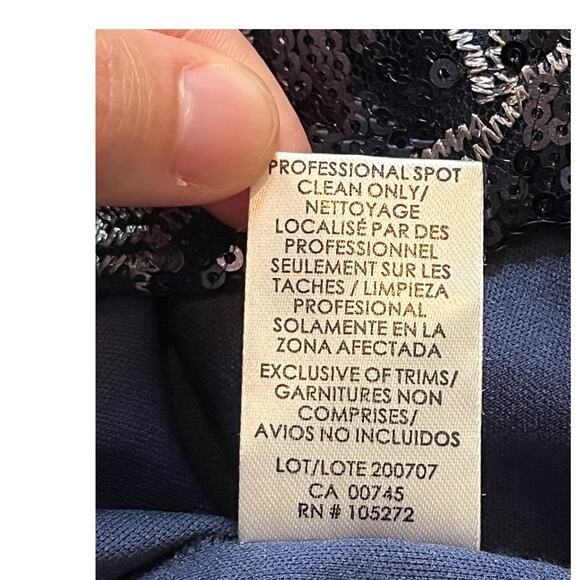 PROFESSIONAL SPOT
CLEAN ONLY/
NETTOYAGE
LOCALISÉ PAR DES
PROFESSIONNEL
SEULEMENT SUR LES
TACHES / LIMPIEZA
PROFESIONAL
SOLAMENTE EN LA
ZONA AFECTADA
EXCLUSIVE OF TRIMS/
GARNITURES NON
COMPRISES/
AVIOS NO INCLUIDOS
LOT/LOTE 200707
CA 00745
RN # 105272